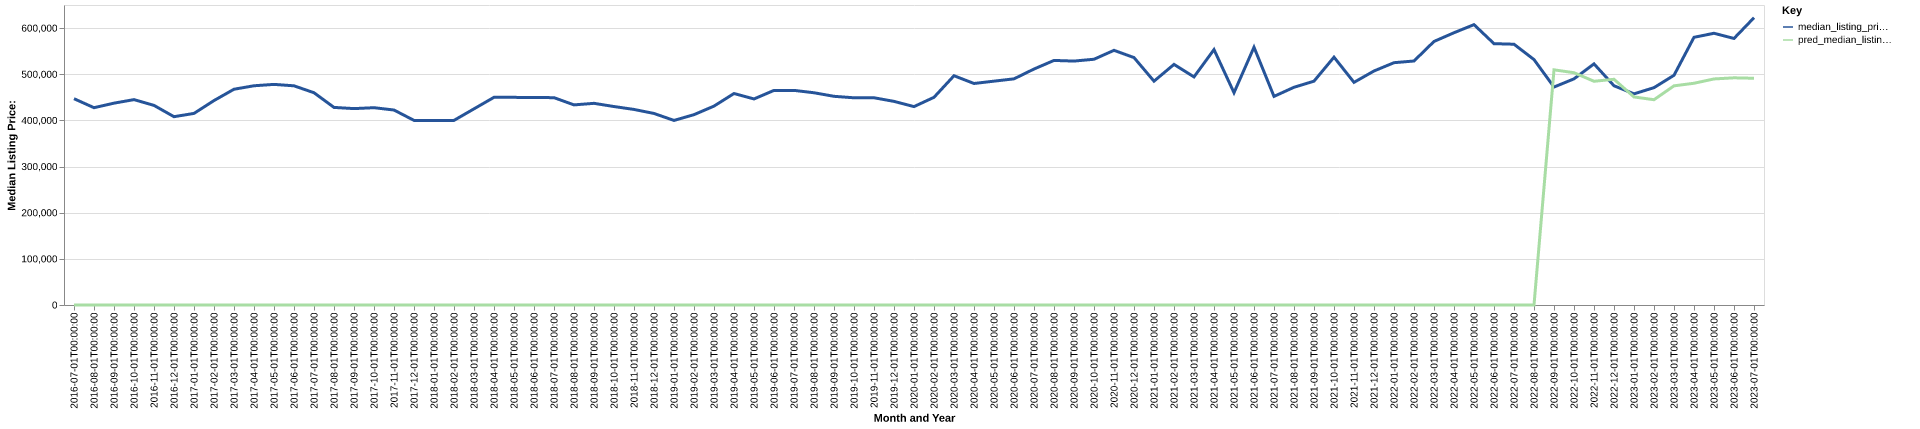 Key
median_listing_pri…
pred_median_listin…
Median Listing Price:
600,000
500,000
400,000
300,000
200,000
100,000
0
2016-07-01T00:00:00
2016-08-01T00:00:00
2016-09-01T00:00:00
2016-10-01T00:00:00
2016-11-01T00:00:00
2016-12-01T00:00:00
2017-01-01T00:00:00
2017-02-01T00:00:00
2017-03-01T00:00:00
2017-04-01T00:00:00
2017-05-01T00:00:00
2017-06-01T00:00:00
2017-07-01T00:00:00
2017-08-01T00:00:00
2017-09-01T00:00:00
2017-10-01T00:00:00
2017-11-01T00:00:00
2017-12-01T00:00:00
2018-01-01T00:00:00
2018-02-01T00:00:00
2018-03-01T00:00:00
2018-04-01T00:00:00
2018-05-01T00:00:00
2018-06-01T00:00:00
2018-07-01T00:00:00
2018-08-01T00:00:00
2018-09-01T00:00:00
2018-10-01T00:00:00
2018-11-01T00:00:00
2018-12-01T00:00:00
2019-01-01T00:00:00
2019-02-01T00:00:00
2019-03-01T00:00:00
2019-04-01T00:00:00
2019-05-01T00:00:00
2019-06-01T00:00:00
2019-07-01T00:00:00
2019-08-01T00:00:00
2019-09-01T00:00:00
2019-10-01T00:00:00
2019-11-01T00:00:00
2019-12-01T00:00:00
2020-01-01T00:00:00
2020-02-01T00:00:00
2020-03-01T00:00:00
2020-04-01T00:00:00
2020-05-01T00:00:00
2020-06-01T00:00:00
2020-07-01T00:00:00
2020-08-01T00:00:00
2020-09-01T00:00:00
2020-10-01T00:00:00
2020-11-01T00:00:00
2020-12-01T00:00:00
2021-01-01T00:00:00
2021-02-01T00:00:00
2021-03-01T00:00:00
2021-04-01T00:00:00
2021-05-01T00:00:00
2021-06-01T00:00:00
2021-07-01T00:00:00
2021-08-01T00:00:00
2021-09-01T00:00:00
2021-10-01T00:00:00
2021-11-01T00:00:00
2021-12-01T00:00:00
2022-01-01T00:00:00
2022-02-01T00:00:00
2022-03-01T00:00:00
2022-04-01T00:00:00
2022-05-01T00:00:00
2022-06-01T00:00:00
2022-07-01T00:00:00
2022-08-01T00:00:00
2022-09-01T00:00:00
2022-10-01T00:00:00
2022-11-01T00:00:00
2022-12-01T00:00:00
2023-01-01T00:00:00
2023-02-01T00:00:00
2023-03-01T00:00:00
2023-04-01T00:00:00
2023-05-01T00:00:00
2023-06-01T00:00:00
2023-07-01T00:00:00
Month and Year